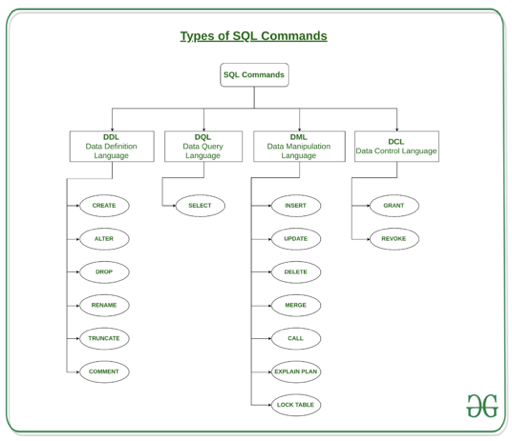 Types of SQL Commands
SQL Commands
DDL
Data Definition
Language
DQL
Data Query
Language
DML
Data Manipulation
Language
DCL
Data Control Language
CREATE
ALTER
DROP
RENAME
TRUNCATE
COMMENT
SELECT
INSERT
UPDATE
DELETE
MERGE
CALL
EXPLAIN PLAN
LOCK TABLE
GRANT
REVOKE